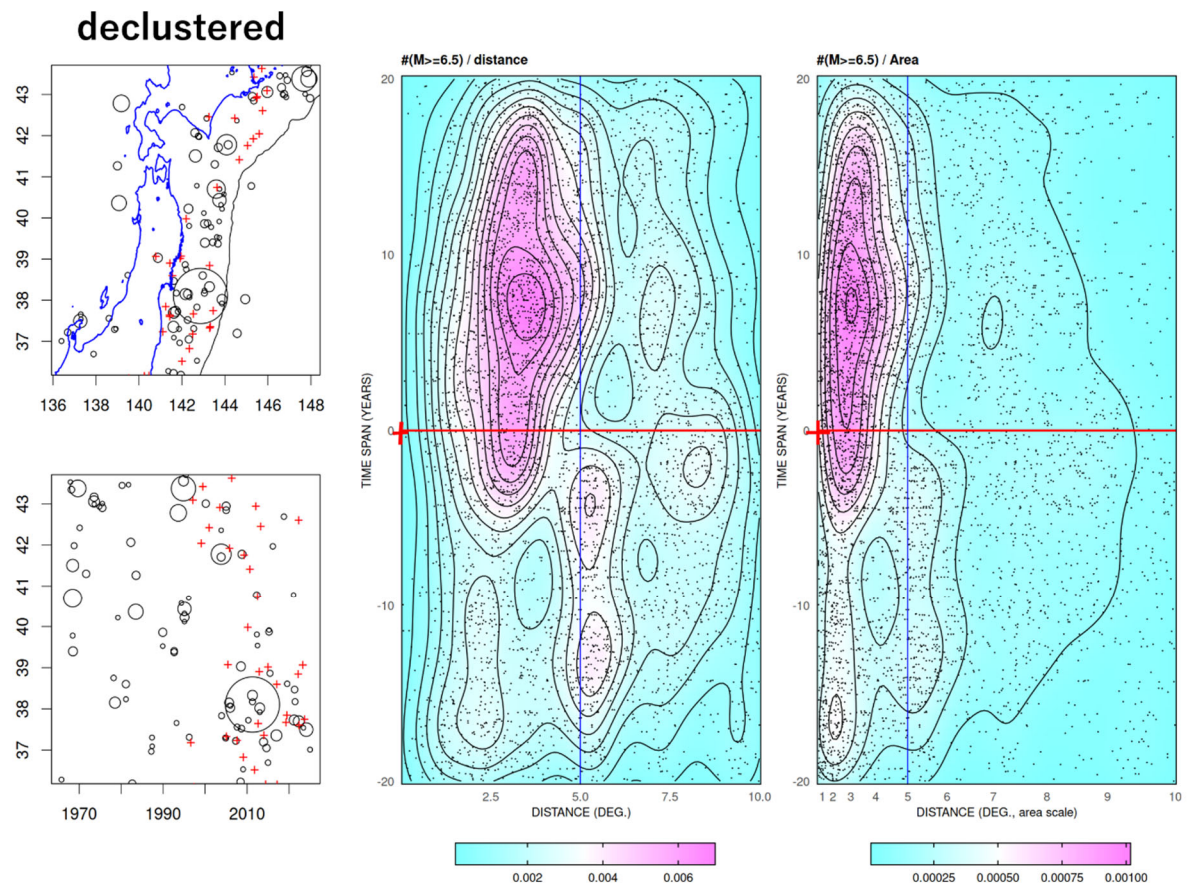 declustered
#(M>=6.5) / distance
#(M>=6.5) / Area
43
42
41
40
39
38
37
136 138 140 142 144 146 148
43
42
41
40
39
38
37
1970 1990 2010
TIME SPAN (YEARS)
20
10
0
-10
-20
2.5 5.0 7.5 10.0
DISTANCE (DEG.)
TIME SPAN (YEARS)
20
10
0
-10
-20
1 2 3 4 5 6 7 8 9 10
DISTANCE (DEG., area scale)
0.002 0.004 0.006
0.00025 0.00050 0.00075 0.00100